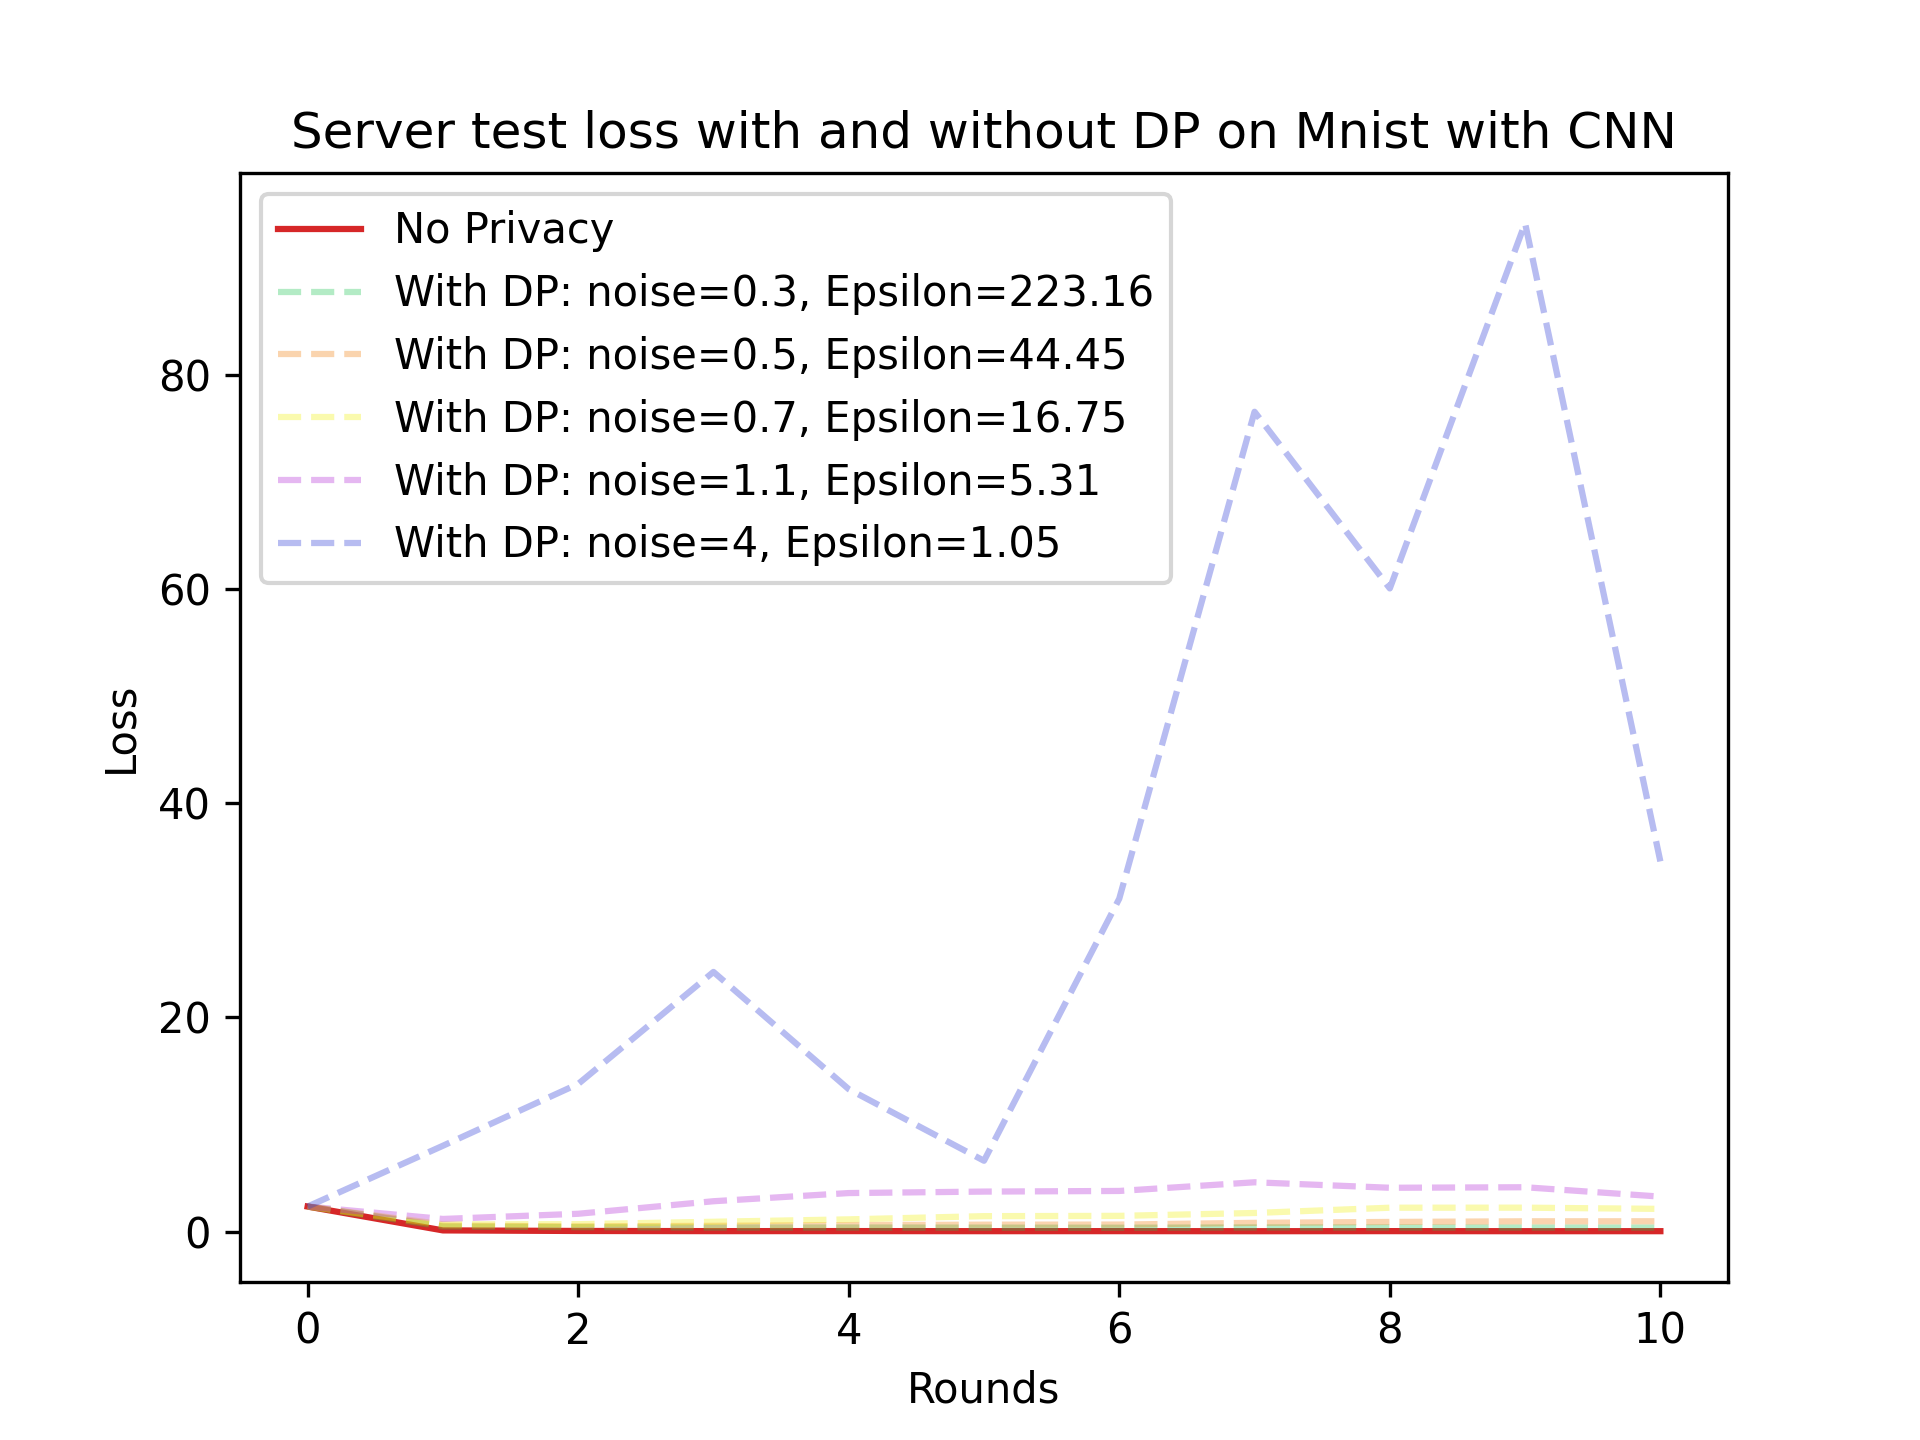 Server test loss with and without DP on Mnist with CNN
No Privacy
With DP: noise=0.3, Epsilon=223.16
With DP: noise=0.5, Epsilon=44.45
With DP: noise=0.7, Epsilon=16.75
With DP: noise=1.1, Epsilon=5.31
With DP: noise=4, Epsilon=1.05
80
60
40
20
0
Loss
0 2 4 6 8 10
Rounds